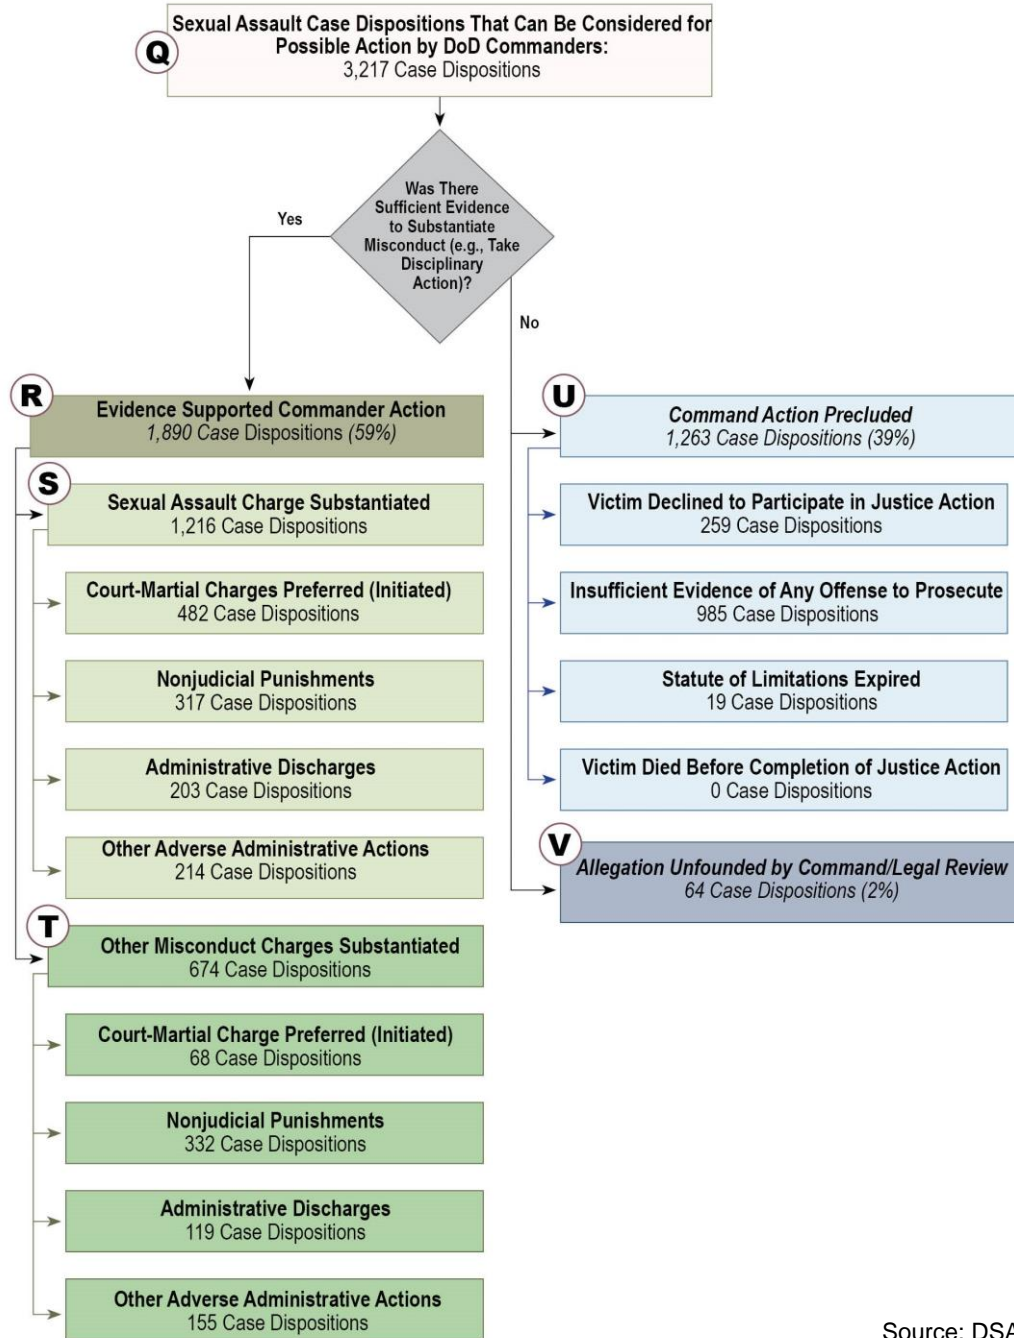 Q
Sexual Assault Case Dispositions That Can Be Considered for
Possible Action by DoD Commanders:
3,217 Case Dispositions
Was There
Sufficient Evidence
to Substantiate
Misconduct (e.g., Take
Disciplinary
Action)?
Yes
No
R
Evidence Supported Commander Action
1,890 Case Dispositions (59%)
S
Sexual Assault Charge Substantiated
1,216 Case Dispositions
Court-Martial Charges Preferred (Initiated)
482 Case Dispositions
Nonjudicial Punishments
317 Case Dispositions
Administrative Discharges
203 Case Dispositions
Other Adverse Administrative Actions
214 Case Dispositions
T
Other Misconduct Charges Substantiated
674 Case Dispositions
Court-Martial Charge Preferred (Initiated)
68 Case Dispositions
Nonjudicial Punishments
332 Case Dispositions
Administrative Discharges
119 Case Dispositions
Other Adverse Administrative Actions
155 Case Dispositions
U
Command Action Precluded
1,263 Case Dispositions (39%)
Victim Declined to Participate in Justice Action
259 Case Dispositions
Insufficient Evidence of Any Offense to Prosecute
985 Case Dispositions
Statute of Limitations Expired
19 Case Dispositions
Victim Died Before Completion of Justice Action
0 Case Dispositions
V
Allegation Unfounded by Command/Legal Review
64 Case Dispositions (2%)
Source: DSA